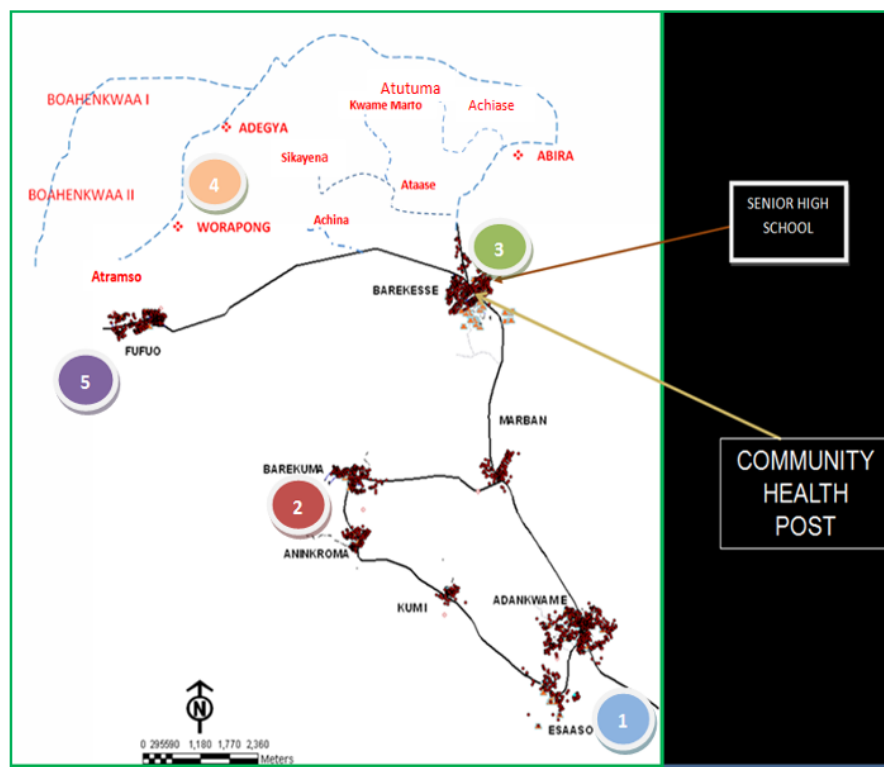 Atutuma
BOAHENKWAA I
Kwame Marfo
Achiase
ADEGYA
Sikayena
ABIRA
4
Ataase
BOAHENKWAA II
SENIOR HIGH
SCHOOL
WORAPONG
Achina
3
Atramso
BAREKESSE
FUFUO
5
MARBAN
BAREKUMA
COMMUNITY
HEALTH
POST
2
ANINKROMA
KUMI
ADANKWAME
N
1
ESAASO
0 295590 1,180 1,770 2,360
Meters